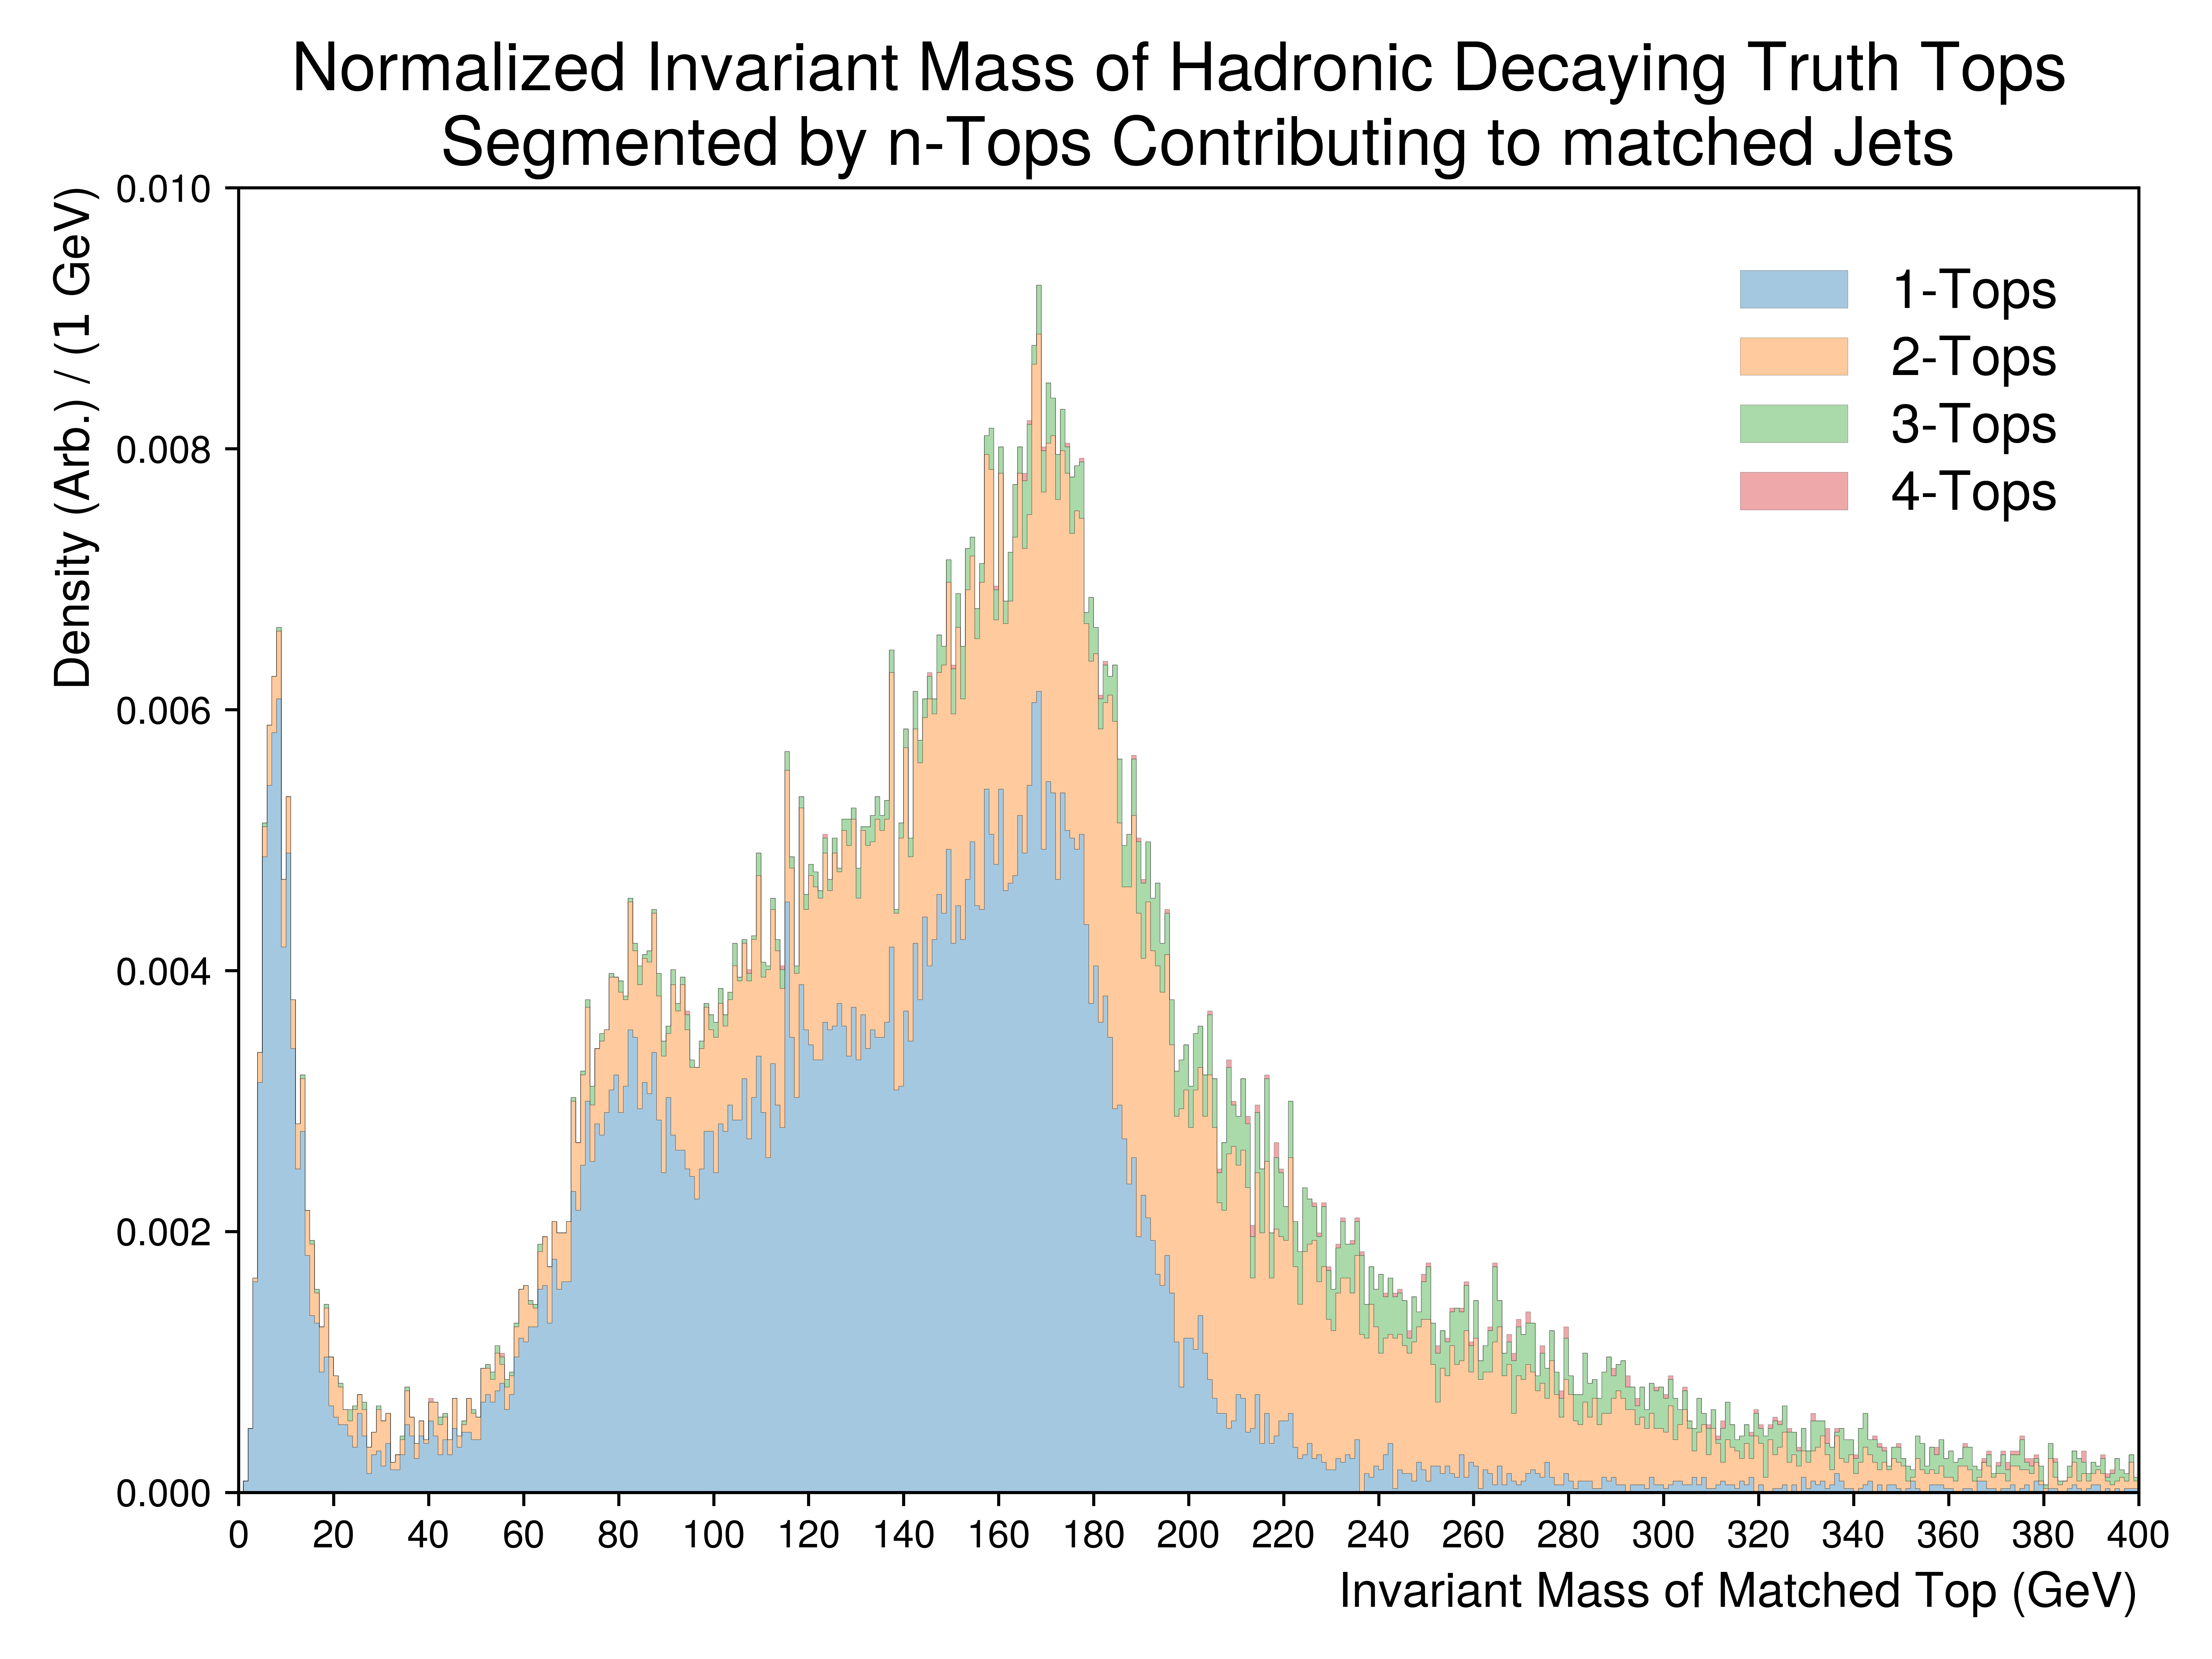 Normalized Invariant Mass of Hadronic Decaying Truth Tops
Segmented by n-Tops Contributing to matched Jets
Density (Arb.) / (1 GeV)
0.010
0.008
0.006
0.004
0.002
0.000
1-Tops
2-Tops
3-Tops
4-Tops
0 20 40 60 80 100 120 140 160 180 200 220 240 260 280 300 320 340 360 380 400
Invariant Mass of Matched Top (GeV)